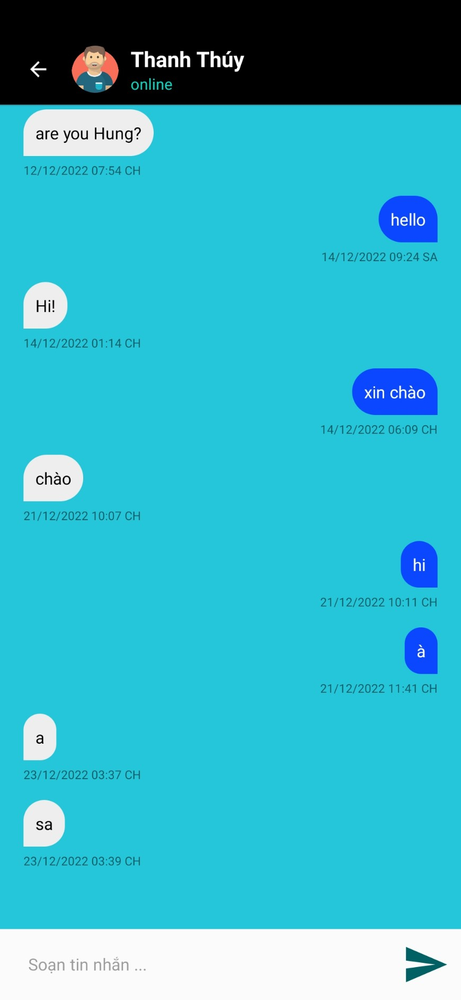 Thanh Thúy
online
are you Hung?
12/12/2022 07:54 CH
hello
14/12/2022 09:24 SA
Hi!
14/12/2022 01:14 CH
xin chào
14/12/2022 06:09 CH
chào
21/12/2022 10:07 CH
hi
21/12/2022 10:11 CH
à
21/12/2022 11:41 CH
a
23/12/2022 03:37 CH
sa
23/12/2022 03:39 CH
Soạn tin nhắn ...